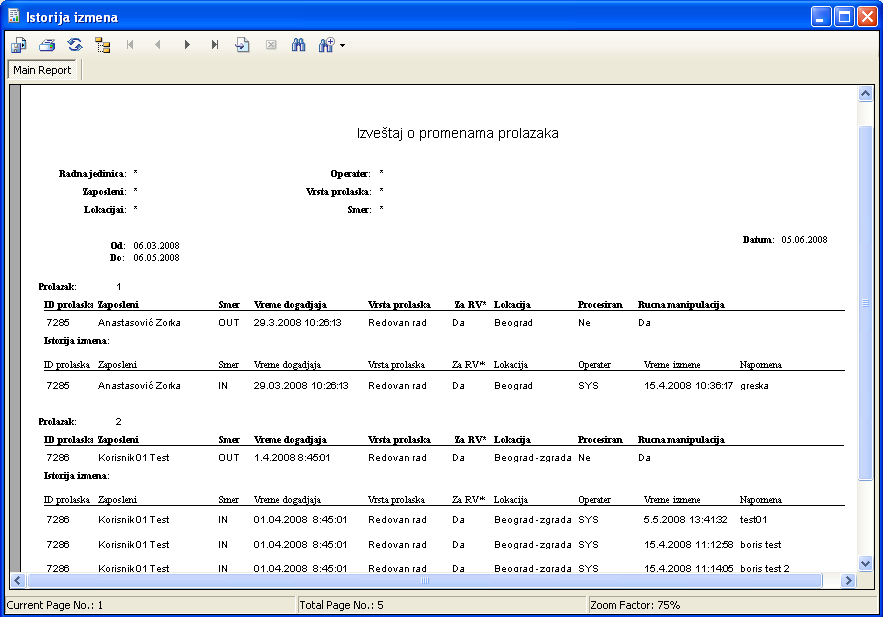 Istorija izmena
Main Report
Izveštaj o promenama prolazaka
Radna jedinica: * Operater: *
Zaposleni: * Vrsta prolaska: *
Lokacijai: * Smer: *
Datum: 05.06.2008
Od: 06.03.2008
Do: 06.05.2008
Prolazak: 1
ID prolaska Zaposleni Smer Vreme dogadjaja Vrsta prolaska Za RV* Lokacija Procesiran Rucna manipulacija
7285 Anastasović Zorka OUT 29.3.2008 10:26:13 Redovan rad Da Beograd Ne Da
Istorija izmena:
ID prolaska Zaposleni Smer Vreme dogadjaja Vrsta prolaska Za RV* Lokacija Operater Vreme izmene Napomena
7285 Anastasović Zorka IN 29.03.2008 10:26:13 Redovan rad Da Beograd SYS 15.4.2008 10:36:17 greska
Prolazak: 2
ID prolaska Zaposleni Smer Vreme dogadjaja Vrsta prolaska Za RV* Lokacija Procesiran Rucna manipulacija
7286 Korisnik01 Test OUT 1.4.2008 8:45:01 Redovan rad Da Beograd-zgrada Ne Da
Istorija izmena:
ID prolaska Zaposleni Smer Vreme dogadjaja Vrsta prolaska Za RV* Lokacija Operater Vreme izmene Napomena
7286 Korisnik01 Test IN 01.04.2008 8:45:01 Redovan rad Da Beograd-zgrada SYS 5.5.2008 13:41:32 test01
7286 Korisnik01 Test IN 01.04.2008 8:45:01 Redovan rad Da Beograd-zgrada SYS 15.4.2008 11:12:58 boris test
7286 Korisnik01 Test IN 01.04.2008 8:45:01 Redovan rad Da Beograd-zgrada SYS 15.4.2008 11:14:05 boris test 2
Current Page No.: 1 Total Page No.: 5 Zoom Factor: 75%